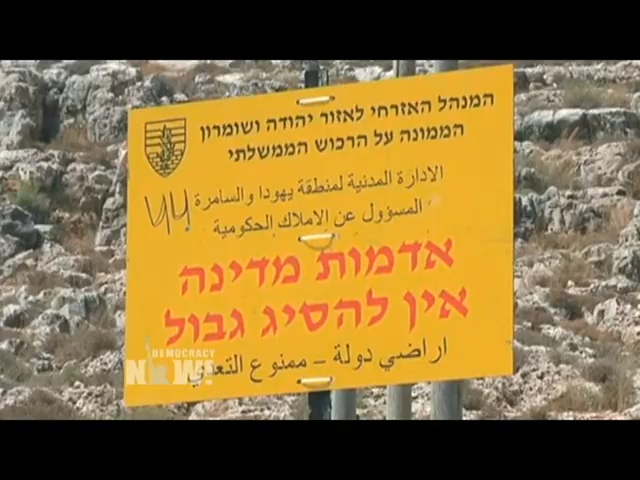 המנהל האזרחי לאזור יהודה ושומרון
הממונה על הרכוש הממשלתי
الادارة المدنية لمنطقة يهودا والسامرة
المسؤول عن الاملاك الحكومية
44
אדמות מדינה
אין להסיג גבול
اراضي دولة - ممنوع التعدي
DEMOCRACY
NOW!